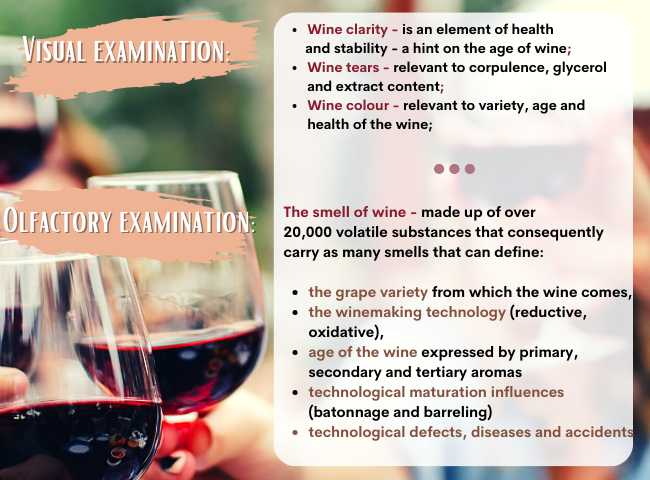 VISUAL EXAMINATION:
• Wine clarity - is an element of health
and stability - a hint on the age of wine;
• Wine tears - relevant to corpulence, glycerol
and extract content;
• Wine colour - relevant to variety, age and
health of the wine;
OLFACTORY EXAMINATION:
The smell of wine - made up of over
20,000 volatile substances that consequently
carry as many smells that can define:
• the grape variety from which the wine comes,
• the winemaking technology (reductive,
oxidative),
• age of the wine expressed by primary,
secondary and tertiary aromas
• technological maturation influences
(batonnage and barreling)
• technological defects, diseases and accidents